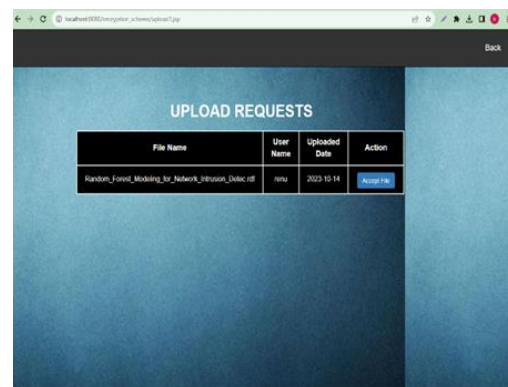 Back
UPLOAD REQUESTS
File Name
User
Name
Uploaded
Date
Action
Random_Forest_Modeling_for_Network_Intrusion_Detec.rdf
renu
2023-10-14
Accept File